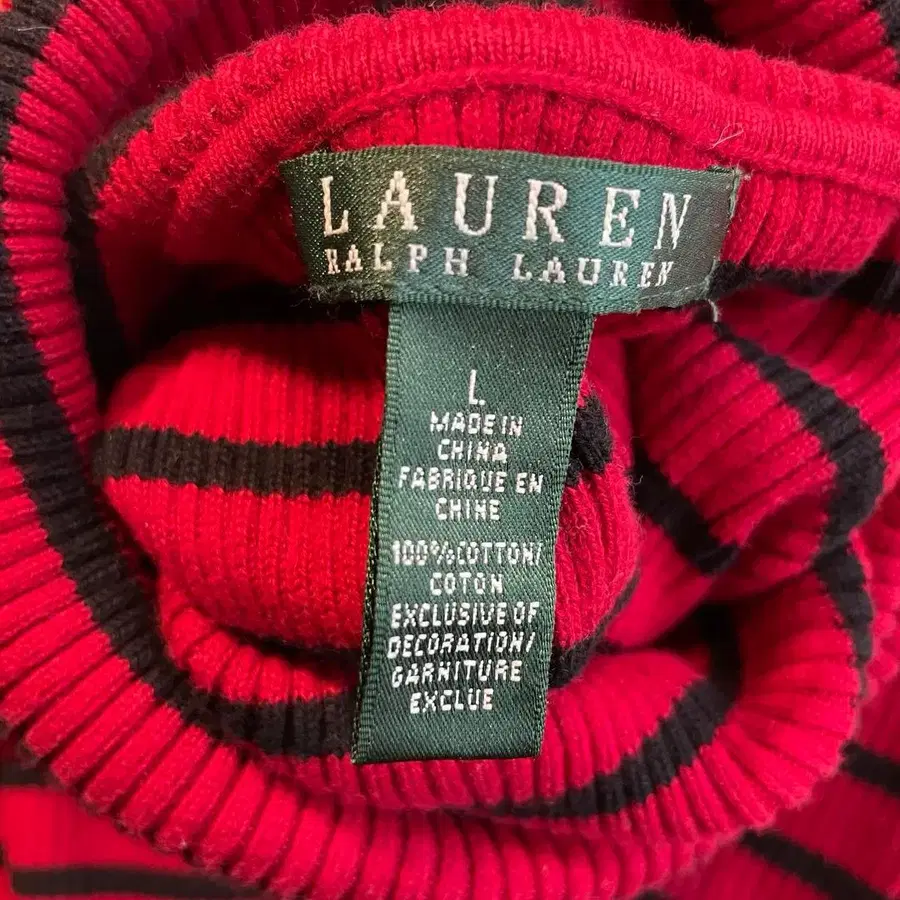 LAUREN
RALPH LAUREN
L
MADE IN
CHINA
FABRIQUE EN
CHINE
100% COTTON/
COTON
EXCLUSIVE OF
DECORATION/
GARNITURE
EXCLUE